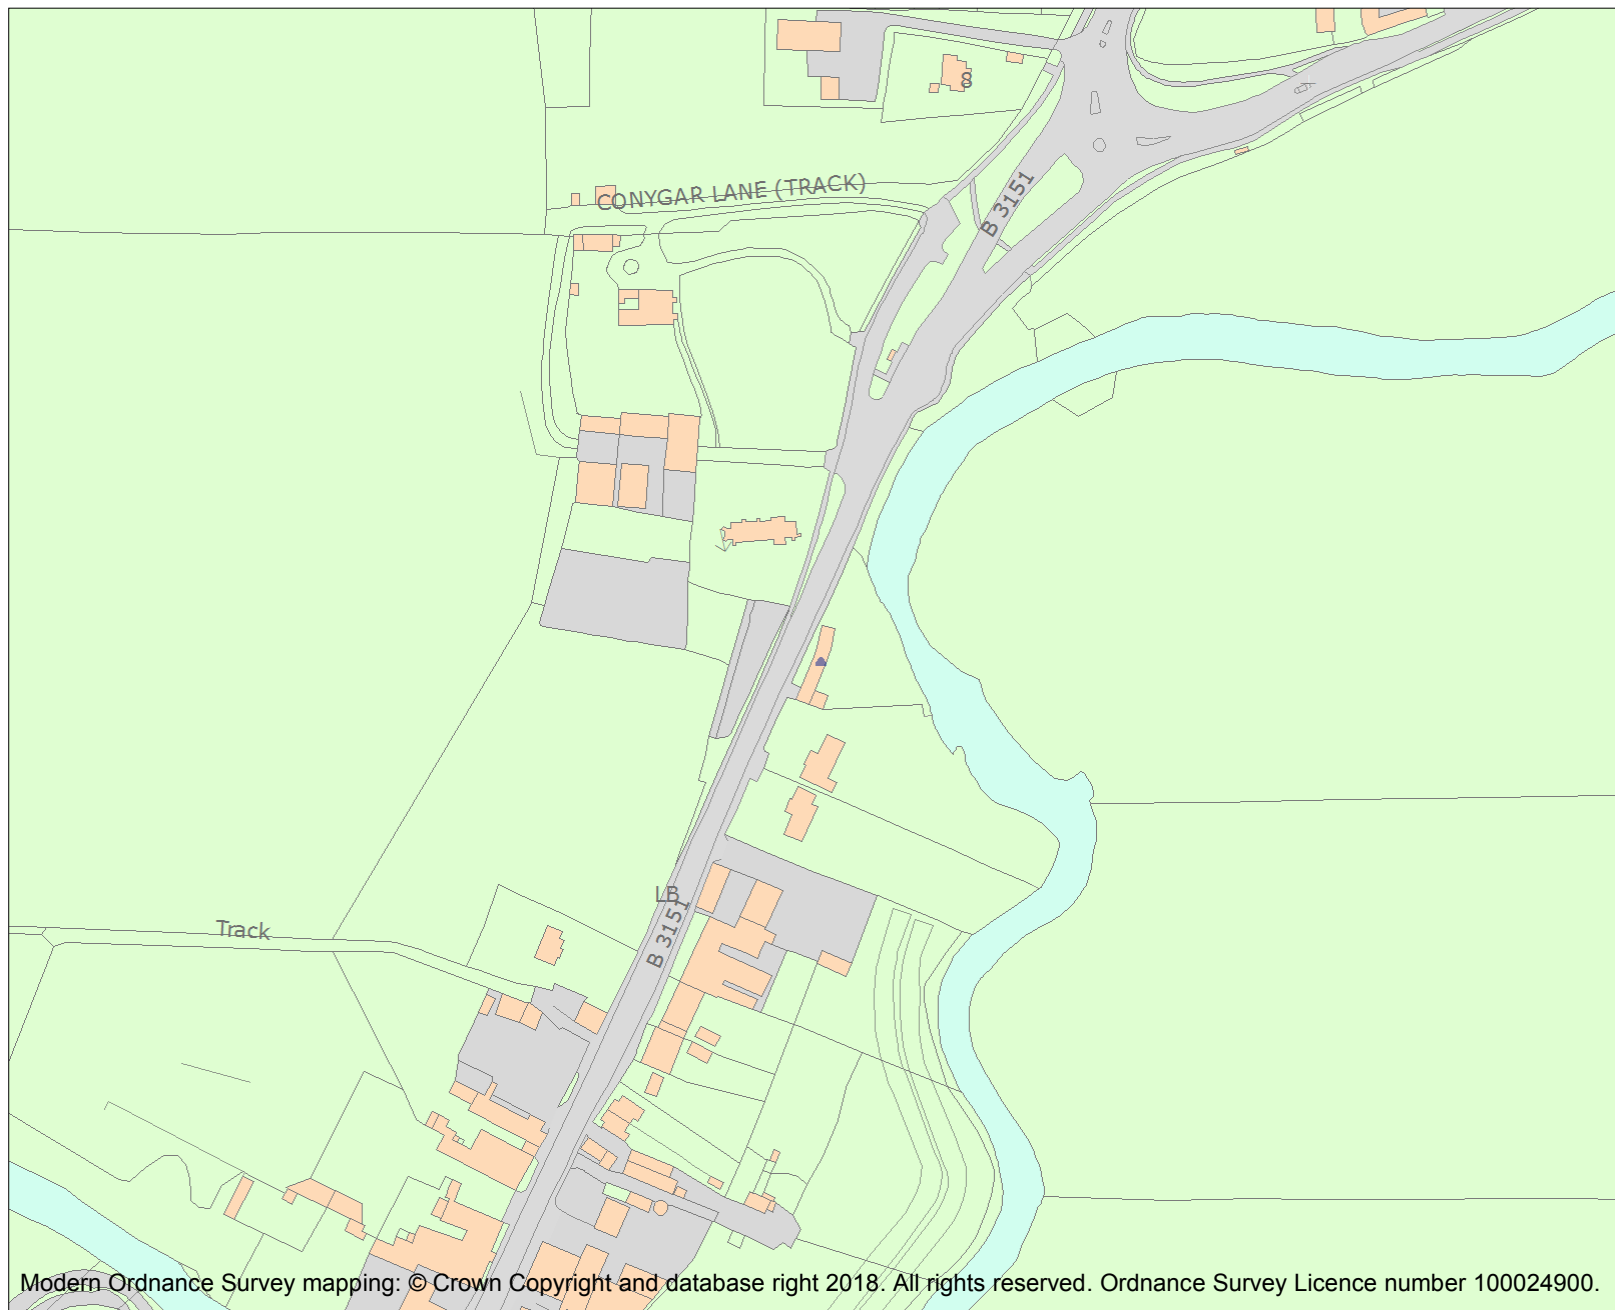 8
CONYGAR LANE (TRACK)
B 3151
LB
B 3151
Track
Modern Ordnance Survey mapping: © Crown Copyright and database right 2018. All rights reserved. Ordnance Survey Licence number 100024900.